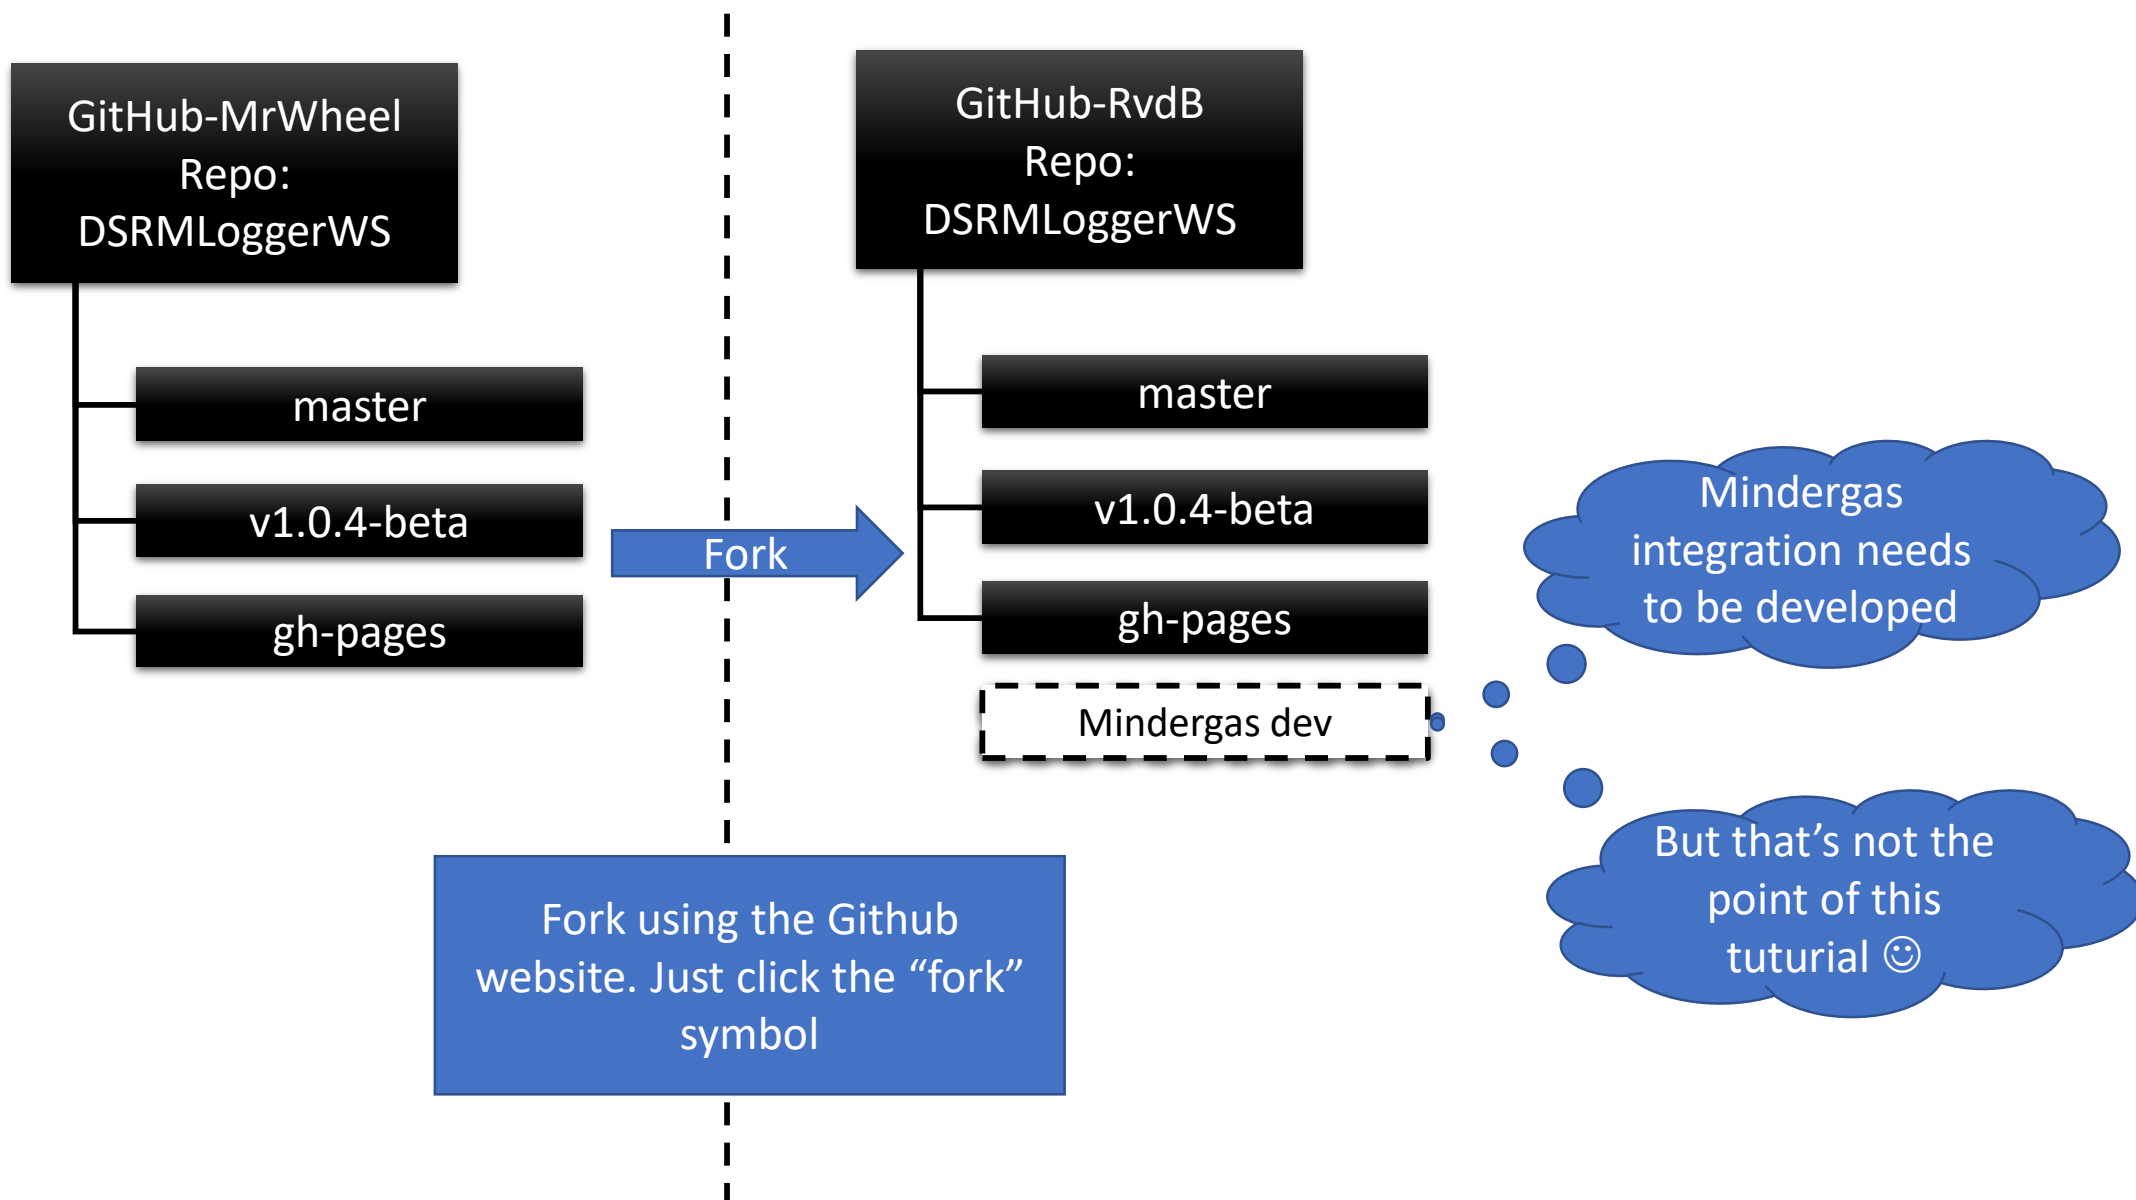 GitHub-MrWheel
Repo:
DSRMLoggerWS
master
v1.0.4-beta
gh-pages
Fork
GitHub-RvdB
Repo:
DSRMLoggerWS
master
v1.0.4-beta
gh-pages
Mindergas dev
Mindergas
integration needs
to be developed
But that’s not the
point of this
tuturial ☺
Fork using the Github
website. Just click the “fork”
symbol